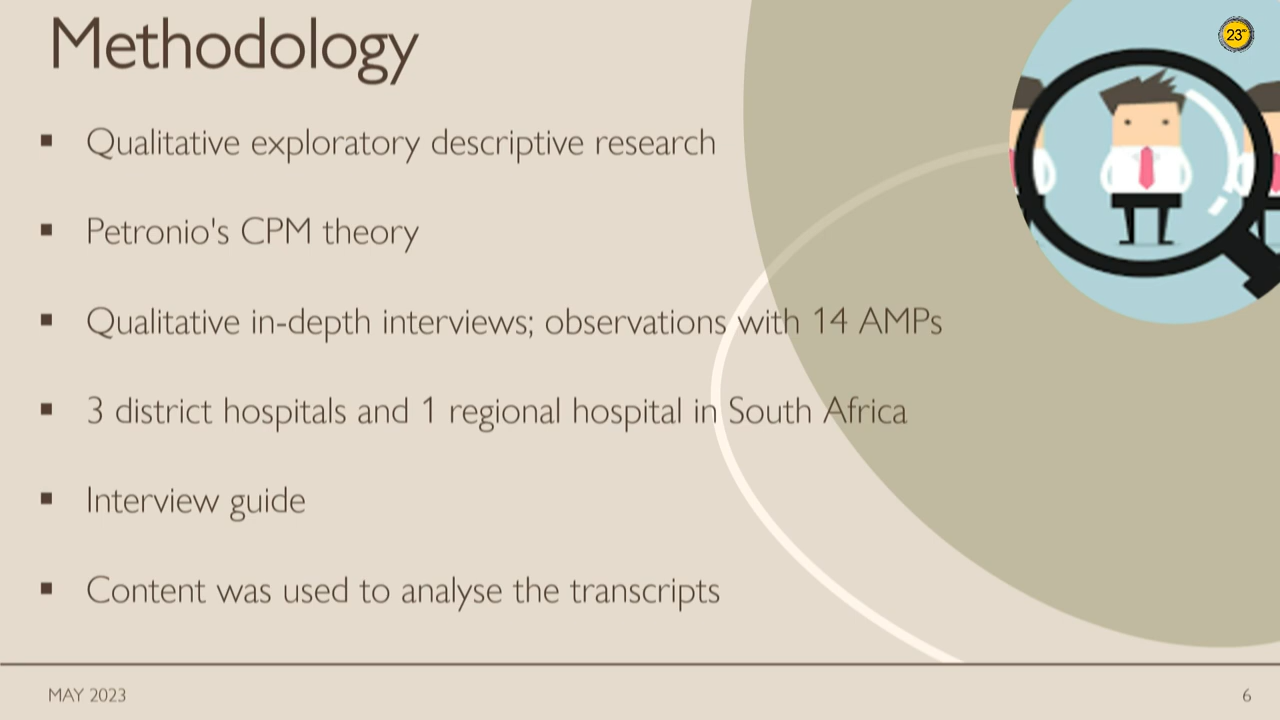 Methodology
23
▪ Qualitative exploratory descriptive research
▪ Petronio's CPM theory
▪ Qualitative in-depth interviews; observations with 14 AMPs
▪ 3 district hospitals and 1 regional hospital in South Africa
▪ Interview guide
▪ Content was used to analyse the transcripts
MAY 2023
6